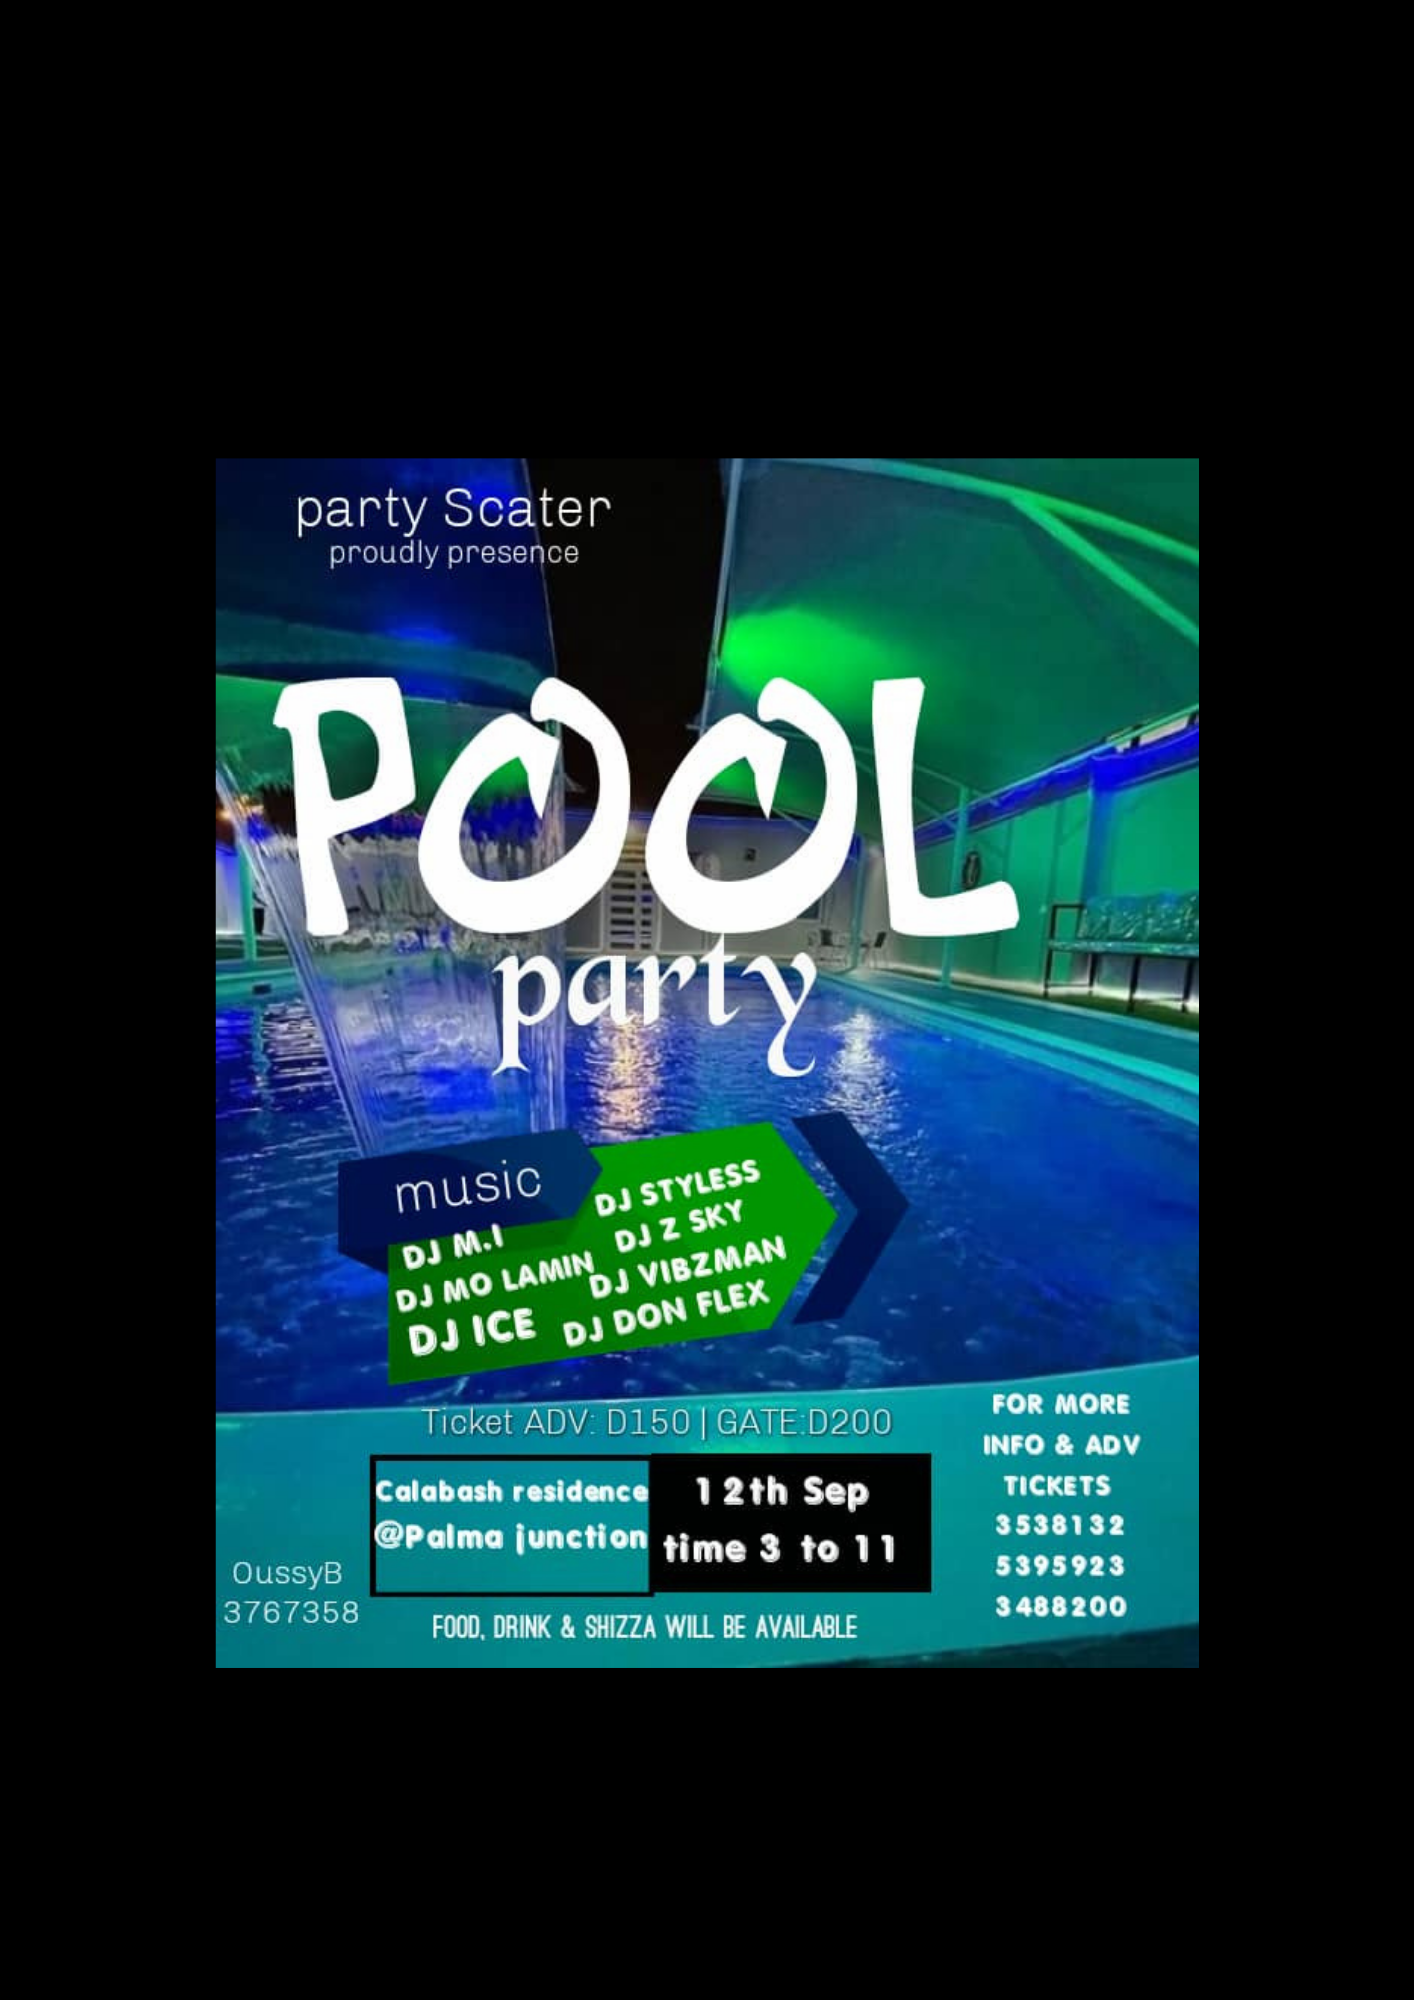 party Scater
proudly presence
POOL
party
music
DJ M.I
DJ MO LAMIN
DJ ICE
DJ STYLESS
DJ Z SKY
DJ VIBZMAN
DJ DON FLEX
Ticket ADV: D150 | GATE:D200
Calabash residence
@Palma junction
12th Sep
time 3 to 11
FOR MORE
INFO & ADV
TICKETS
3538132
5395923
3488200
OussyB
3767358
FOOD, DRINK & SHIZZA WILL BE AVAILABLE